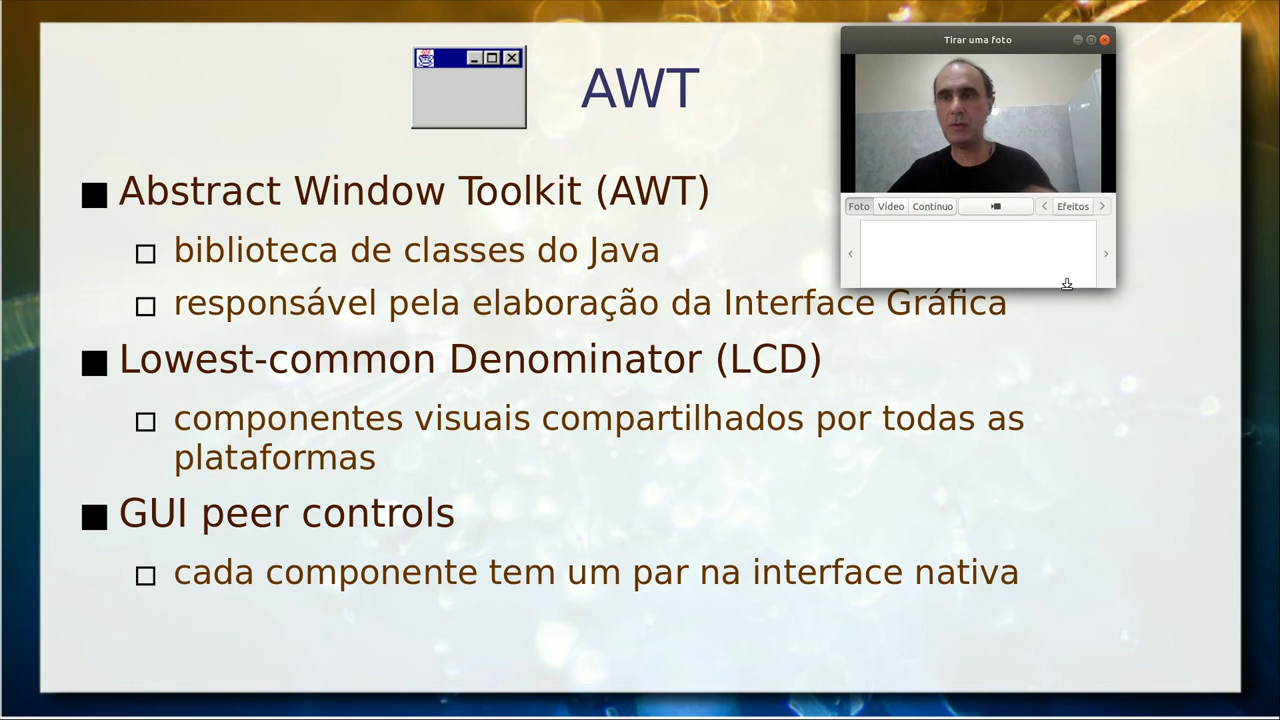 AWT
Tirar uma foto
Foto Vídeo Contínuo Efeitos
Abstract Window Toolkit (AWT)
biblioteca de classes do Java
responsável pela elaboração da Interface Gráfica
Lowest-common Denominator (LCD)
componentes visuais compartilhados por todas as
plataformas
GUI peer controls
cada componente tem um par na interface nativa